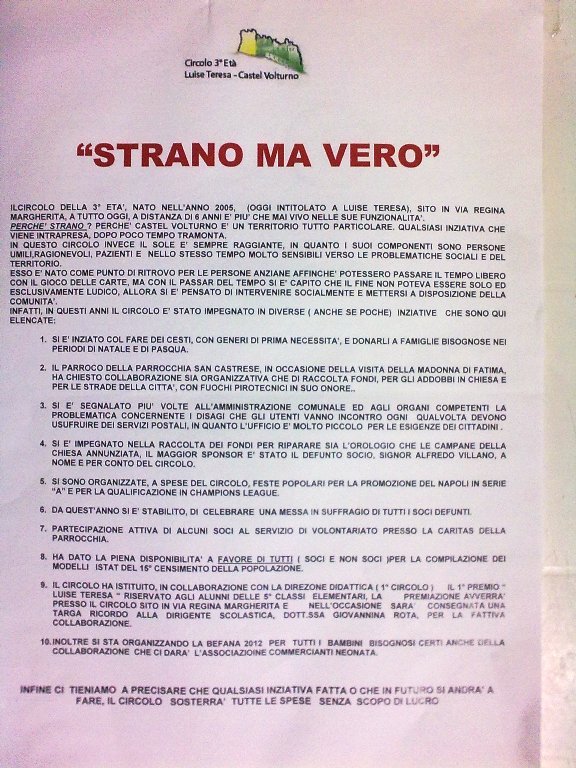 Circolo 3° Età
Luise Teresa - Castel Volturno
“STRANO MA VERO”
ILCIRCOLO DELLA 3° ETA’, NATO NELL’ANNO 2005, (OGGI INTITOLATO A LUISE TERESA), SITO IN VIA REGINA
MARGHERITA, A TUTTO OGGI, A DISTANZA DI 6 ANNI E’ PIU’ CHE MAI VIVO NELLE SUE FUNZIONALITA’.
PERCHE’ STRANO ? PERCHE’ CASTEL VOLTURNO E’ UN TERRITORIO TUTTO PARTICOLARE. QUALSIASI INZIATIVA CHE
VIENE INTRAPRESA, DOPO POCO TEMPO TRAMONTA.
IN QUESTO CIRCOLO INVECE IL SOLE E’ SEMPRE RAGGIANTE, IN QUANTO I SUOI COMPONENTI SONO PERSONE
UMILI,RAGIONEVOLI, PAZIENTI E NELLO STESSO TEMPO MOLTO SENSIBILI VERSO LE PROBLEMATICHE SOCIALI E DEL
TERRITORIO.
ESSO E’ NATO COME PUNTO DI RITROVO PER LE PERSONE ANZIANE AFFINCHE’ POTESSERO PASSARE IL TEMPO LIBERO
CON IL GIOCO DELLE CARTE, MA CON IL PASSAR DEL TEMPO SI E’ CAPITO CHE IL FINE NON POTEVA ESSERE SOLO ED
ESCLUSIVAMENTE LUDICO, ALLORA SI E’ PENSATO DI INTERVENIRE SOCIALMENTE E METTERSI A DISPOSIZIONE DELLA
COMUNITA’.
INFATTI, IN QUESTI ANNI IL CIRCOLO E’ STATO IMPEGNATO IN DIVERSE ( ANCHE SE POCHE) INZIATIVE CHE SONO QUI
ELENCATE:
1. SI E’ INZIATO COL FARE DEI CESTI, CON GENERI DI PRIMA NECESSITA’, E DONARLI A FAMIGLIE BISOGNOSE NEI
PERIODI DI NATALE E DI PASQUA.
2. IL PARROCO DELLA PARROCCHIA SAN CASTRESE, IN OCCASIONE DELLA VISITA DELLA MADONNA DI FATIMA,
HA CHIESTO COLLABORAZIONE SIA ORGANIZZATIVA CHE DI RACCOLTA FONDI, PER GLI ADDOBBI IN CHIESA E
PER LE STRADE DELLA CITTA’, CON FUOCHI PIROTECNICI IN SUO ONORE..
3. SI E’ SEGNALATO PIU’ VOLTE ALL’AMMINISTRAZIONE COMUNALE ED AGLI ORGANI COMPETENTI LA
PROBLEMATICA CONCERNENTE I DISAGI CHE GLI UTENTI VANNO INCONTRO OGNI QUALVOLTA DEVONO
USUFRUIRE DEI SERVIZI POSTALI, IN QUANTO L’UFFICIO E’ MOLTO PICCOLO PER LE ESIGENZE DEI CITTADINI .
4. SI E’ IMPEGNATO NELLA RACCOLTA DEI FONDI PER RIPARARE SIA L’OROLOGIO CHE LE CAMPANE DELLA
CHIESA ANNUNZIATA, IL MAGGIOR SPONSOR E’ STATO IL DEFUNTO SOCIO, SIGNOR ALFREDO VILLANO, A
NOME E PER CONTO DEL CIRCOLO.
5. SI SONO ORGANIZZATE, A SPESE DEL CIRCOLO, FESTE POPOLARI PER LA PROMOZIONE DEL NAPOLI IN SERIE
“A” E PER LA QUALIFICAZIONE IN CHAMPIONS LEAGUE.
6. DA QUEST’ANNO SI E’ STABILITO, DI CELEBRARE UNA MESSA IN SUFFRAGIO DI TUTTI I SOCI DEFUNTI.
7. PARTECIPAZIONE ATTIVA DI ALCUNI SOCI AL SERVIZIO DI VOLONTARIATO PRESSO LA CARITAS DELLA
PARROCCHIA.
8. HA DATO LA PIENA DISPONIBILITA’ A FAVORE DI TUTTI ( SOCI E NON SOCI )PER LA COMPILAZIONE DEI
MODELLI ISTAT DEL 15° CENSIMENTO DELLA POPOLAZIONE.
9. IL CIRCOLO HA ISTITUITO, IN COLLABORAZIONE CON LA DIREZONE DIDATTICA ( 1° CIRCOLO ) IL 1° PREMIO “
LUISE TERESA “ RISERVATO AGLI ALUNNI DELLE 5° CLASSI ELEMENTARI, LA PREMIAZIONE AVVERRA’
PRESSO IL CIRCOLO SITO IN VIA REGINA MARGHERITA E NELL’OCCASIONE SARA’ CONSEGNATA UNA
TARGA RICORDO ALLA DIRIGENTE SCOLASTICA, DOTT.SSA GIOVANNINA ROTA, PER LA FATTIVA
COLLABORAZIONE.
10. INOLTRE SI STA ORGANIZZANDO LA BEFANA 2012 PER TUTTI I BAMBINI BISOGNOSI CERTI ANCHE DELLA
COLLABORAZIONE CHE CI DARA’ L’ASSOCIAZIOINE COMMERCIANTI NEONATA.
INFINE CI TIENIAMO A PRECISARE CHE QUALSIASI INZIATIVA FATTA O CHE IN FUTURO SI ANDRA’ A
FARE, IL CIRCOLO SOSTERRA’ TUTTE LE SPESE SENZA SCOPO DI LUCRO